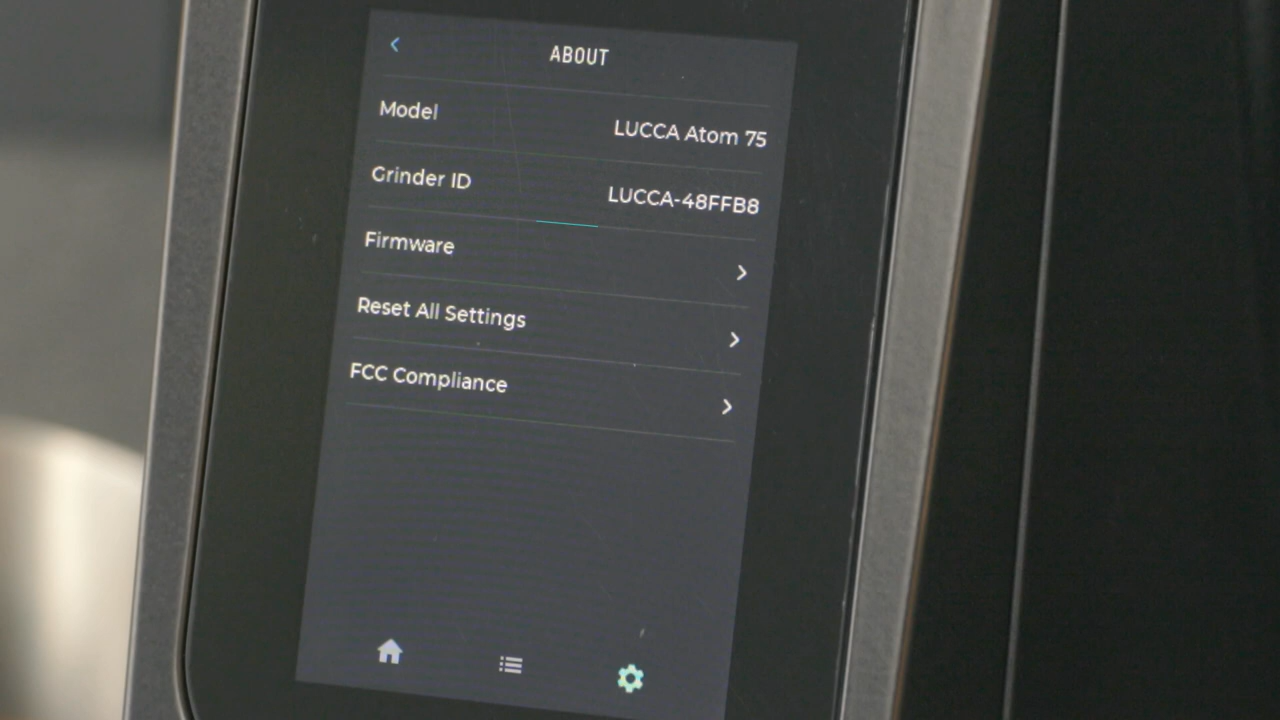 ABOUT
Model LUCCA Atom 75
Grinder ID LUCCA-48FFB8
Firmware
Reset All Settings
FCC Compliance